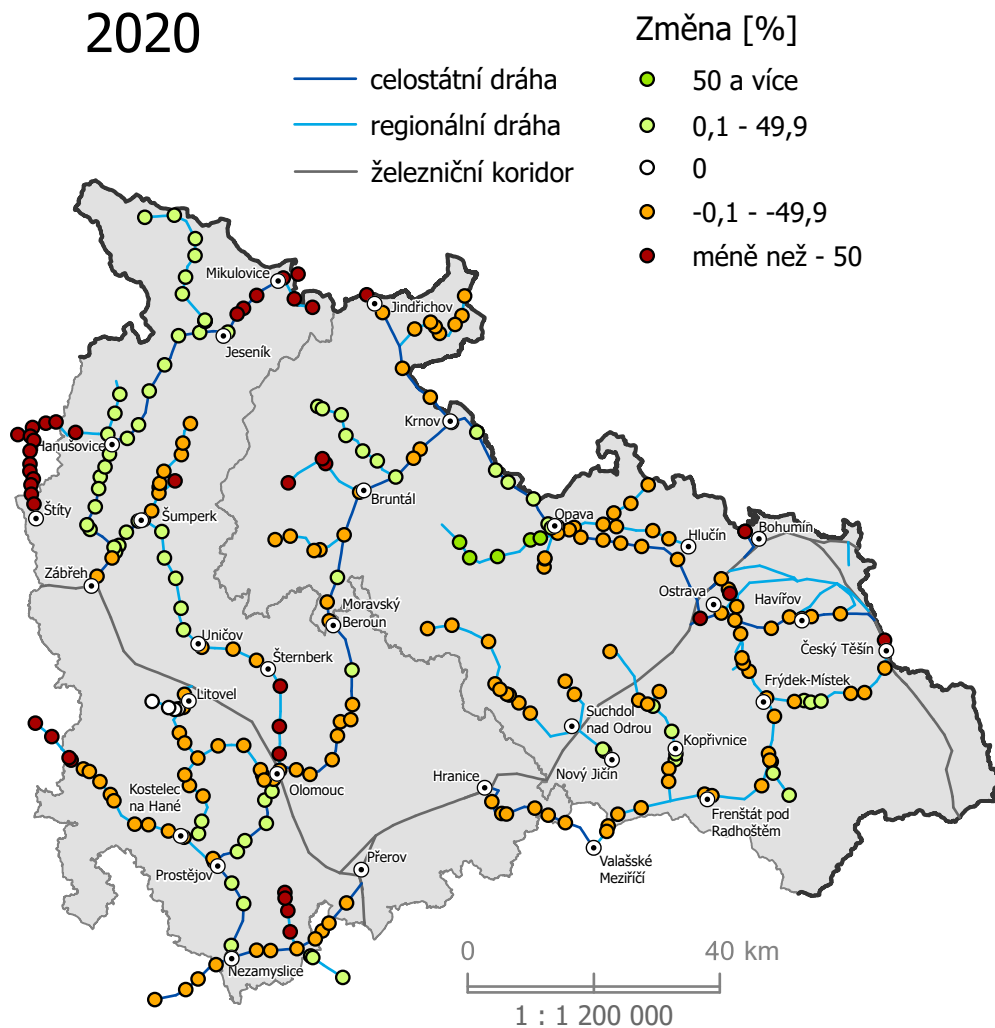 2020
Změna [%]
celostátní dráha
50 a více
regionální dráha
0,1 - 49,9
železniční koridor
0
-0,1 - -49,9
méně než - 50
Mikulovice
Jindřichov
Jeseník
Krnov
Hanušovice
Bruntál
Štíty
Šumperk
Opava
Bohumín
Hlučín
Zábřeh
Ostrava
Havířov
Moravský
Beroun
Uničov
Český Těšín
Šternberk
Frýdek-Místek
Litovel
Suchdol
nad Odrou
Kopřivnice
Hranice
Nový Jičín
Olomouc
Kostelec
na Hané
Frenštát pod
Radhoštěm
Prostějov
Přerov
Valašské
Meziříčí
Nezamyslice
0
40 km
1 : 1 200 000